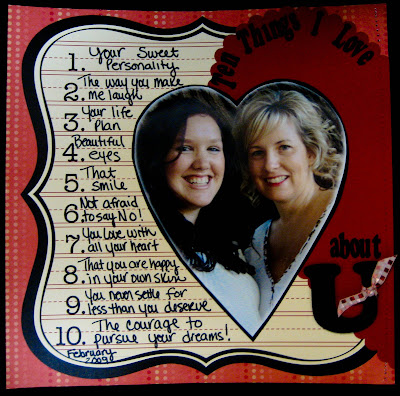 Ten Things I Love
about
U
1. Your Sweet
Personality
2. The way you make
me laugh
3. Your life
plan
4. Beautiful
eyes
5. That
smile
6. Not afraid
to say No!
7. You Love with
all your heart
8. That you are happy
in your own skin
9. You never settle for
less than you deserve
10. The courage to
pursue your dreams!
February
2009